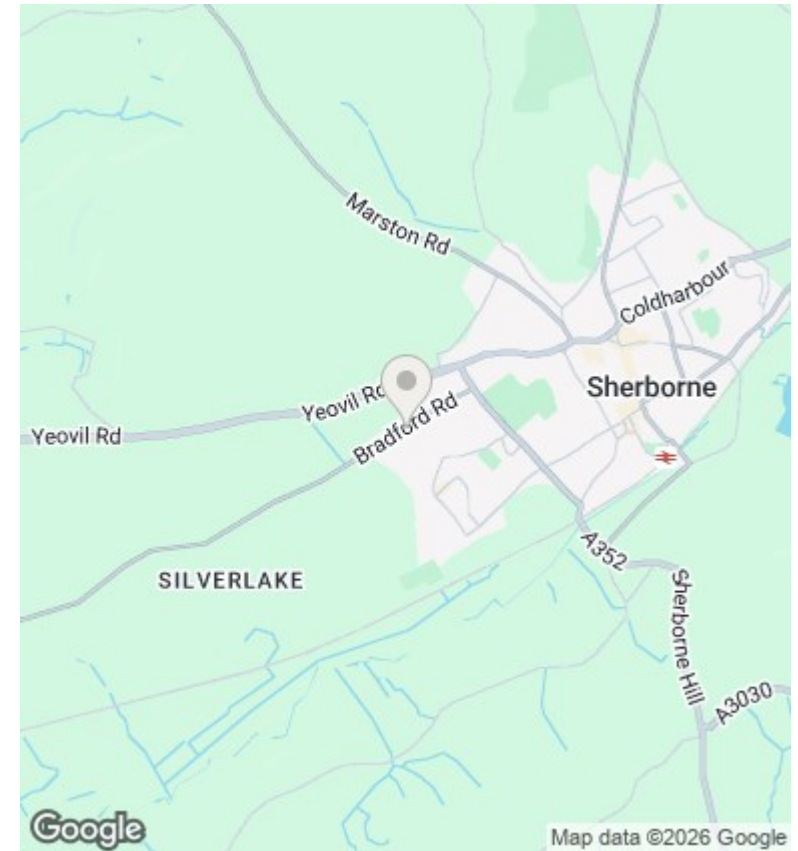 Marston Rd
Coldharbour
Sherborne
Yeovil Rd
Yeovil Rd
Bradford Rd
A352
SILVERLAKE
Sherborne Hill
A3030
Google
Map data ©2026 Google